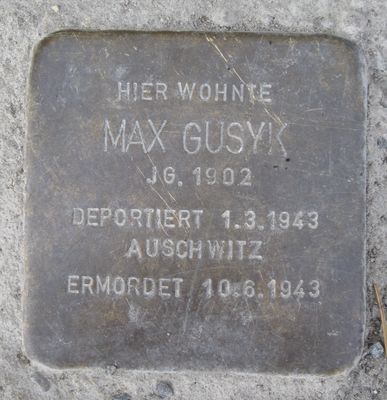 HIER WOHNTE
MAX GUSYK
JG. 1902
DEPORTIERT 1.3.1943
AUSCHWITZ
ERMORDET 10.6.1943